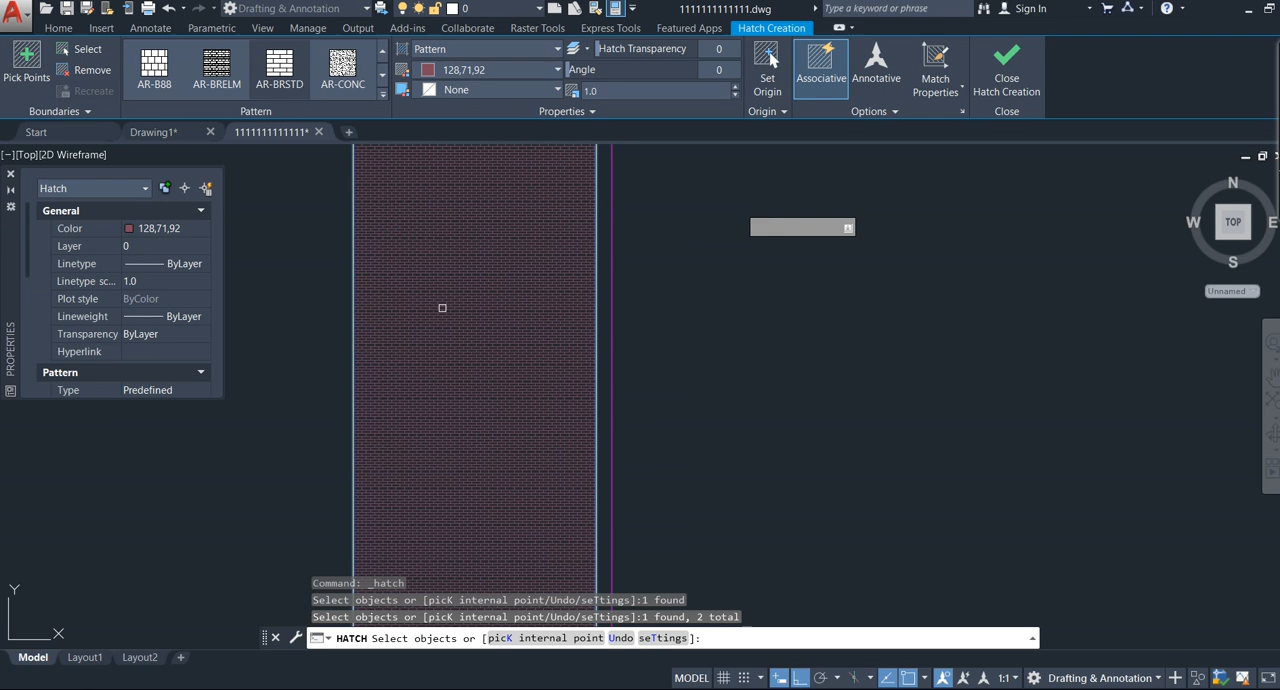 Drafting & Annotation
0
1111111111111.dwg
Type a keyword or phrase
Sign In
Home
Insert
Annotate
Parametric
View
Manage
Output
Add-ins
Collaborate
Express Tools
Raster Tools
Featured Apps
Hatch Creation
Pick Points
Select
Remove
Recreate
AR-B88
AR-BRELM
AR-BRSTD
AR-CONC
Pattern
128,71,92
None
Hatch Transparency 0
Angle 0
1.0
Set
Origin
Associative
Annotative
Match
Properties
Close
Hatch Creation
Boundaries
Pattern
Properties
Origin
Options
Close
Start
Drawing1*
1111111111111*
[−][Top][2D Wireframe]
Hatch
General
Color 128,71,92
Layer 0
Linetype ByLayer
Linetype sc... 1.0
Plot style ByColor
Lineweight ByLayer
Transparency ByLayer
Hyperlink
Pattern
Type Predefined
PROPERTIES
N
W TOP E
S
Unnamed
Y
X
Command: _hatch
Select objects or [picK internal point/Undo/seTtings]:1 found
Select objects or [picK internal point/Undo/seTtings]:1 found, 2 total
HATCH Select objects or [picK internal point Undo seTtings]:
Model
Layout1
Layout2
MODEL
1:1
Drafting & Annotation